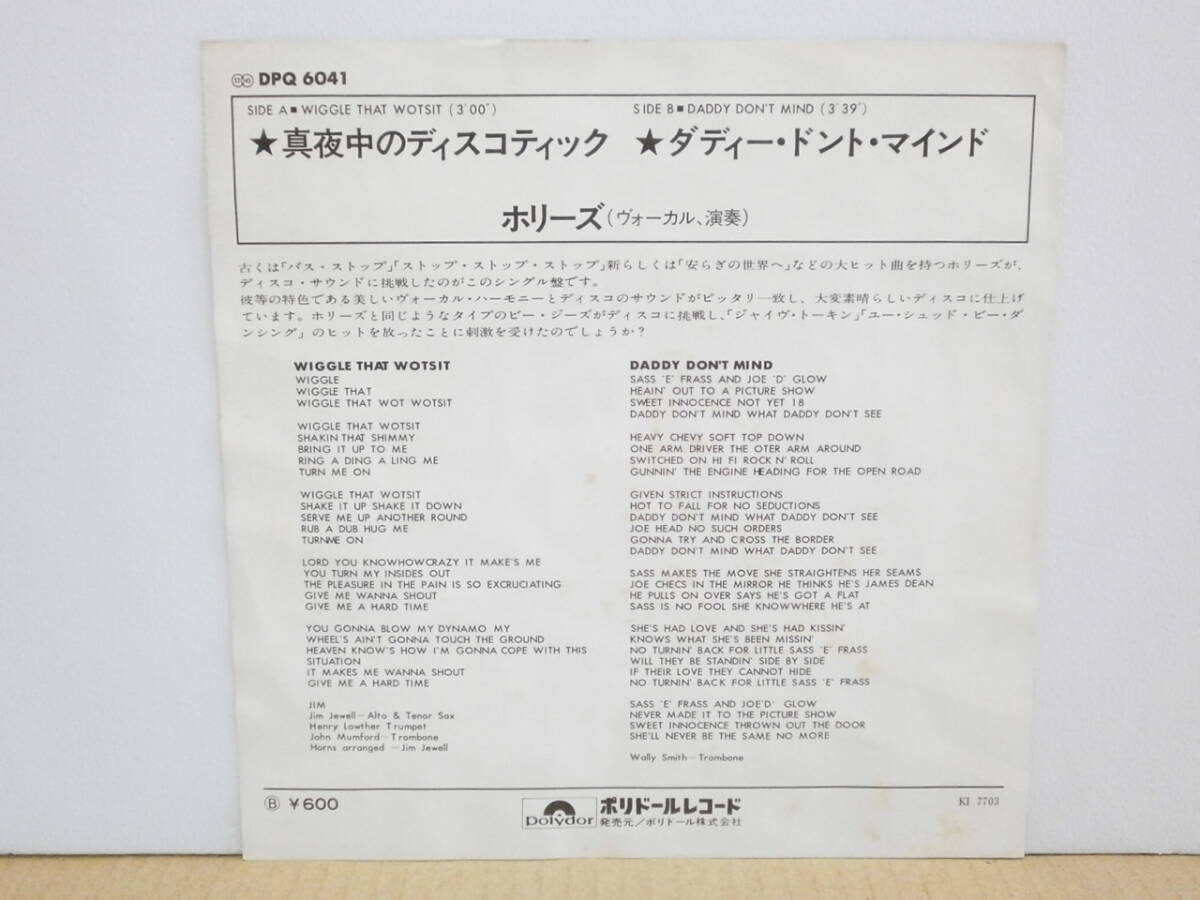 DPQ 6041
SIDE A■WIGGLE THAT WOTSIT (3'00")
★真夜中のディスコティック
SIDE B■DADDY DON'T MIND (3'39")
★ダディー・ドント・マインド
ホリーズ(ヴォーカル、演奏)
古くは「バス・ストップ」「ストップ・ストップ・ストップ」新らしくは「安らぎの世界へ」などの大ヒット曲を持つホリーズが、
ディスコ・サウンドに挑戦したのがこのシングル盤です。
彼等の特色である美しいヴォーカル・ハーモニーとディスコのサウンドがピッタリ一致し、大変素晴らしいディスコに仕上げ
ています。ホリーズと同じようなタイプのビー・ジーズがディスコに挑戦し、「ジャイヴ・トーキン」「ユー・シュッド・ビー・ダ
ンシング」のヒットを放ったことに刺激を受けたのでしょうか?
WIGGLE THAT WOTSIT
WIGGLE
WIGGLE THAT
WIGGLE THAT WOT WOTSIT
WIGGLE THAT WOTSIT
SHAKIN THAT SHIMMY
BRING IT UP TO ME
RING A DING A LING ME
TURN ME ON
WIGGLE THAT WOTSIT
SHAKE IT UP SHAKE IT DOWN
SERVE ME UP ANOTHER ROUND
RUB A DUB HUG ME
TURNME ON
LORD YOU KNOWHOWCRAZY IT MAKE'S ME
YOU TURN MY INSIDES OUT
THE PLEASURE IN THE PAIN IS SO EXCRUCIATING
GIVE ME WANNA SHOUT
GIVE ME A HARD TIME
YOU GONNA BLOW MY DYNAMO MY
WHEEL'S AIN'T GONNA TOUCH THE GROUND
HEAVEN KNOW'S HOW I'M GONNA COPE WITH THIS
SITUATION
IT MAKES ME WANNA SHOUT
GIVE ME A HARD TIME
JIM
Jim Jewell—Alto & Tenor Sax
Henry Lowther Trumpet
John Mumford—Trombone
Horns arranged —Jim Jewell
DADDY DON'T MIND
SASS 'E' FRASS AND JOE 'D' GLOW
HEAIN' OUT TO A PICTURE SHOW
SWEET INNOCENCE NOT YET 18
DADDY DON'T MIND WHAT DADDY DON'T SEE
HEAVY CHEVY SOFT TOP DOWN
ONE ARM DRIVER THE OTER ARM AROUND
SWITCHED ON HI FI ROCK N' ROLL
GUNNIN' THE ENGINE HEADING FOR THE OPEN ROAD
GIVEN STRICT INSTRUCTIONS
HOT TO FALL FOR NO SEDUCTIONS
DADDY DON'T MIND WHAT DADDY DON'T SEE
JOE HEAD NO SUCH ORDERS
GONNA TRY AND CROSS THE BORDER
DADDY DON'T MIND WHAT DADDY DON'T SEE
SASS MAKES THE MOVE SHE STRAIGHTENS HER SEAMS
JOE CHECS IN THE MIRROR HE THINKS HE'S JAMES DEAN
HE PULLS ON OVER SAYS HE'S GOT A FLAT
SASS IS NO FOOL SHE KNOWWHERE HE'S AT
SHE'S HAD LOVE AND SHE'S HAD KISSIN'
KNOWS WHAT SHE'S BEEN MISSIN'
NO TURNIN' BACK FOR LITTLE SASS 'E' FRASS
WILL THEY BE STANDIN' SIDE BY SIDE
IF THEIR LOVE THEY CANNOT HIDE
NO TURNIN' BACK FOR LITTLE SASS 'E' FRASS
SASS 'E' FRASS AND JOE'D' GLOW
NEVER MADE IT TO THE PICTURE SHOW
SWEET INNOCENCE THROWN OUT THE DOOR
SHE'LL NEVER BE THE SAME NO MORE
Wally Smith—Trombone
Ⓑ ¥600
polydor
ポリドールレコード
発売元/ポリドール株式会社
KI 7703